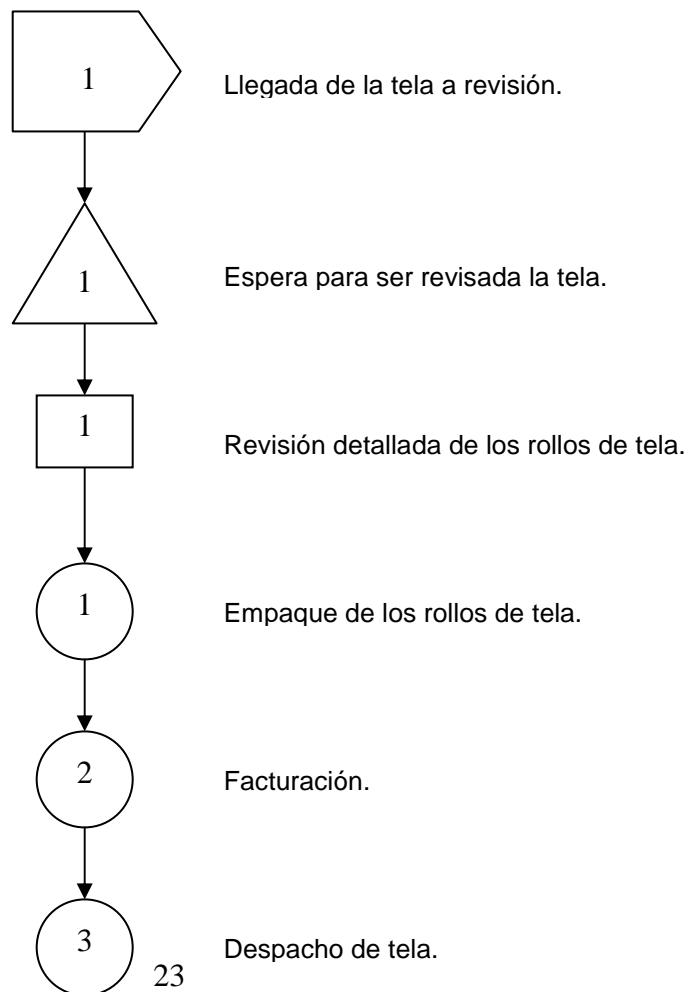 1
Llegada de la tela a revisión.
1
Espera para ser revisada la tela.
1
Revisión detallada de los rollos de tela.
1
Empaque de los rollos de tela.
2
Facturación.
3
Despacho de tela.
23